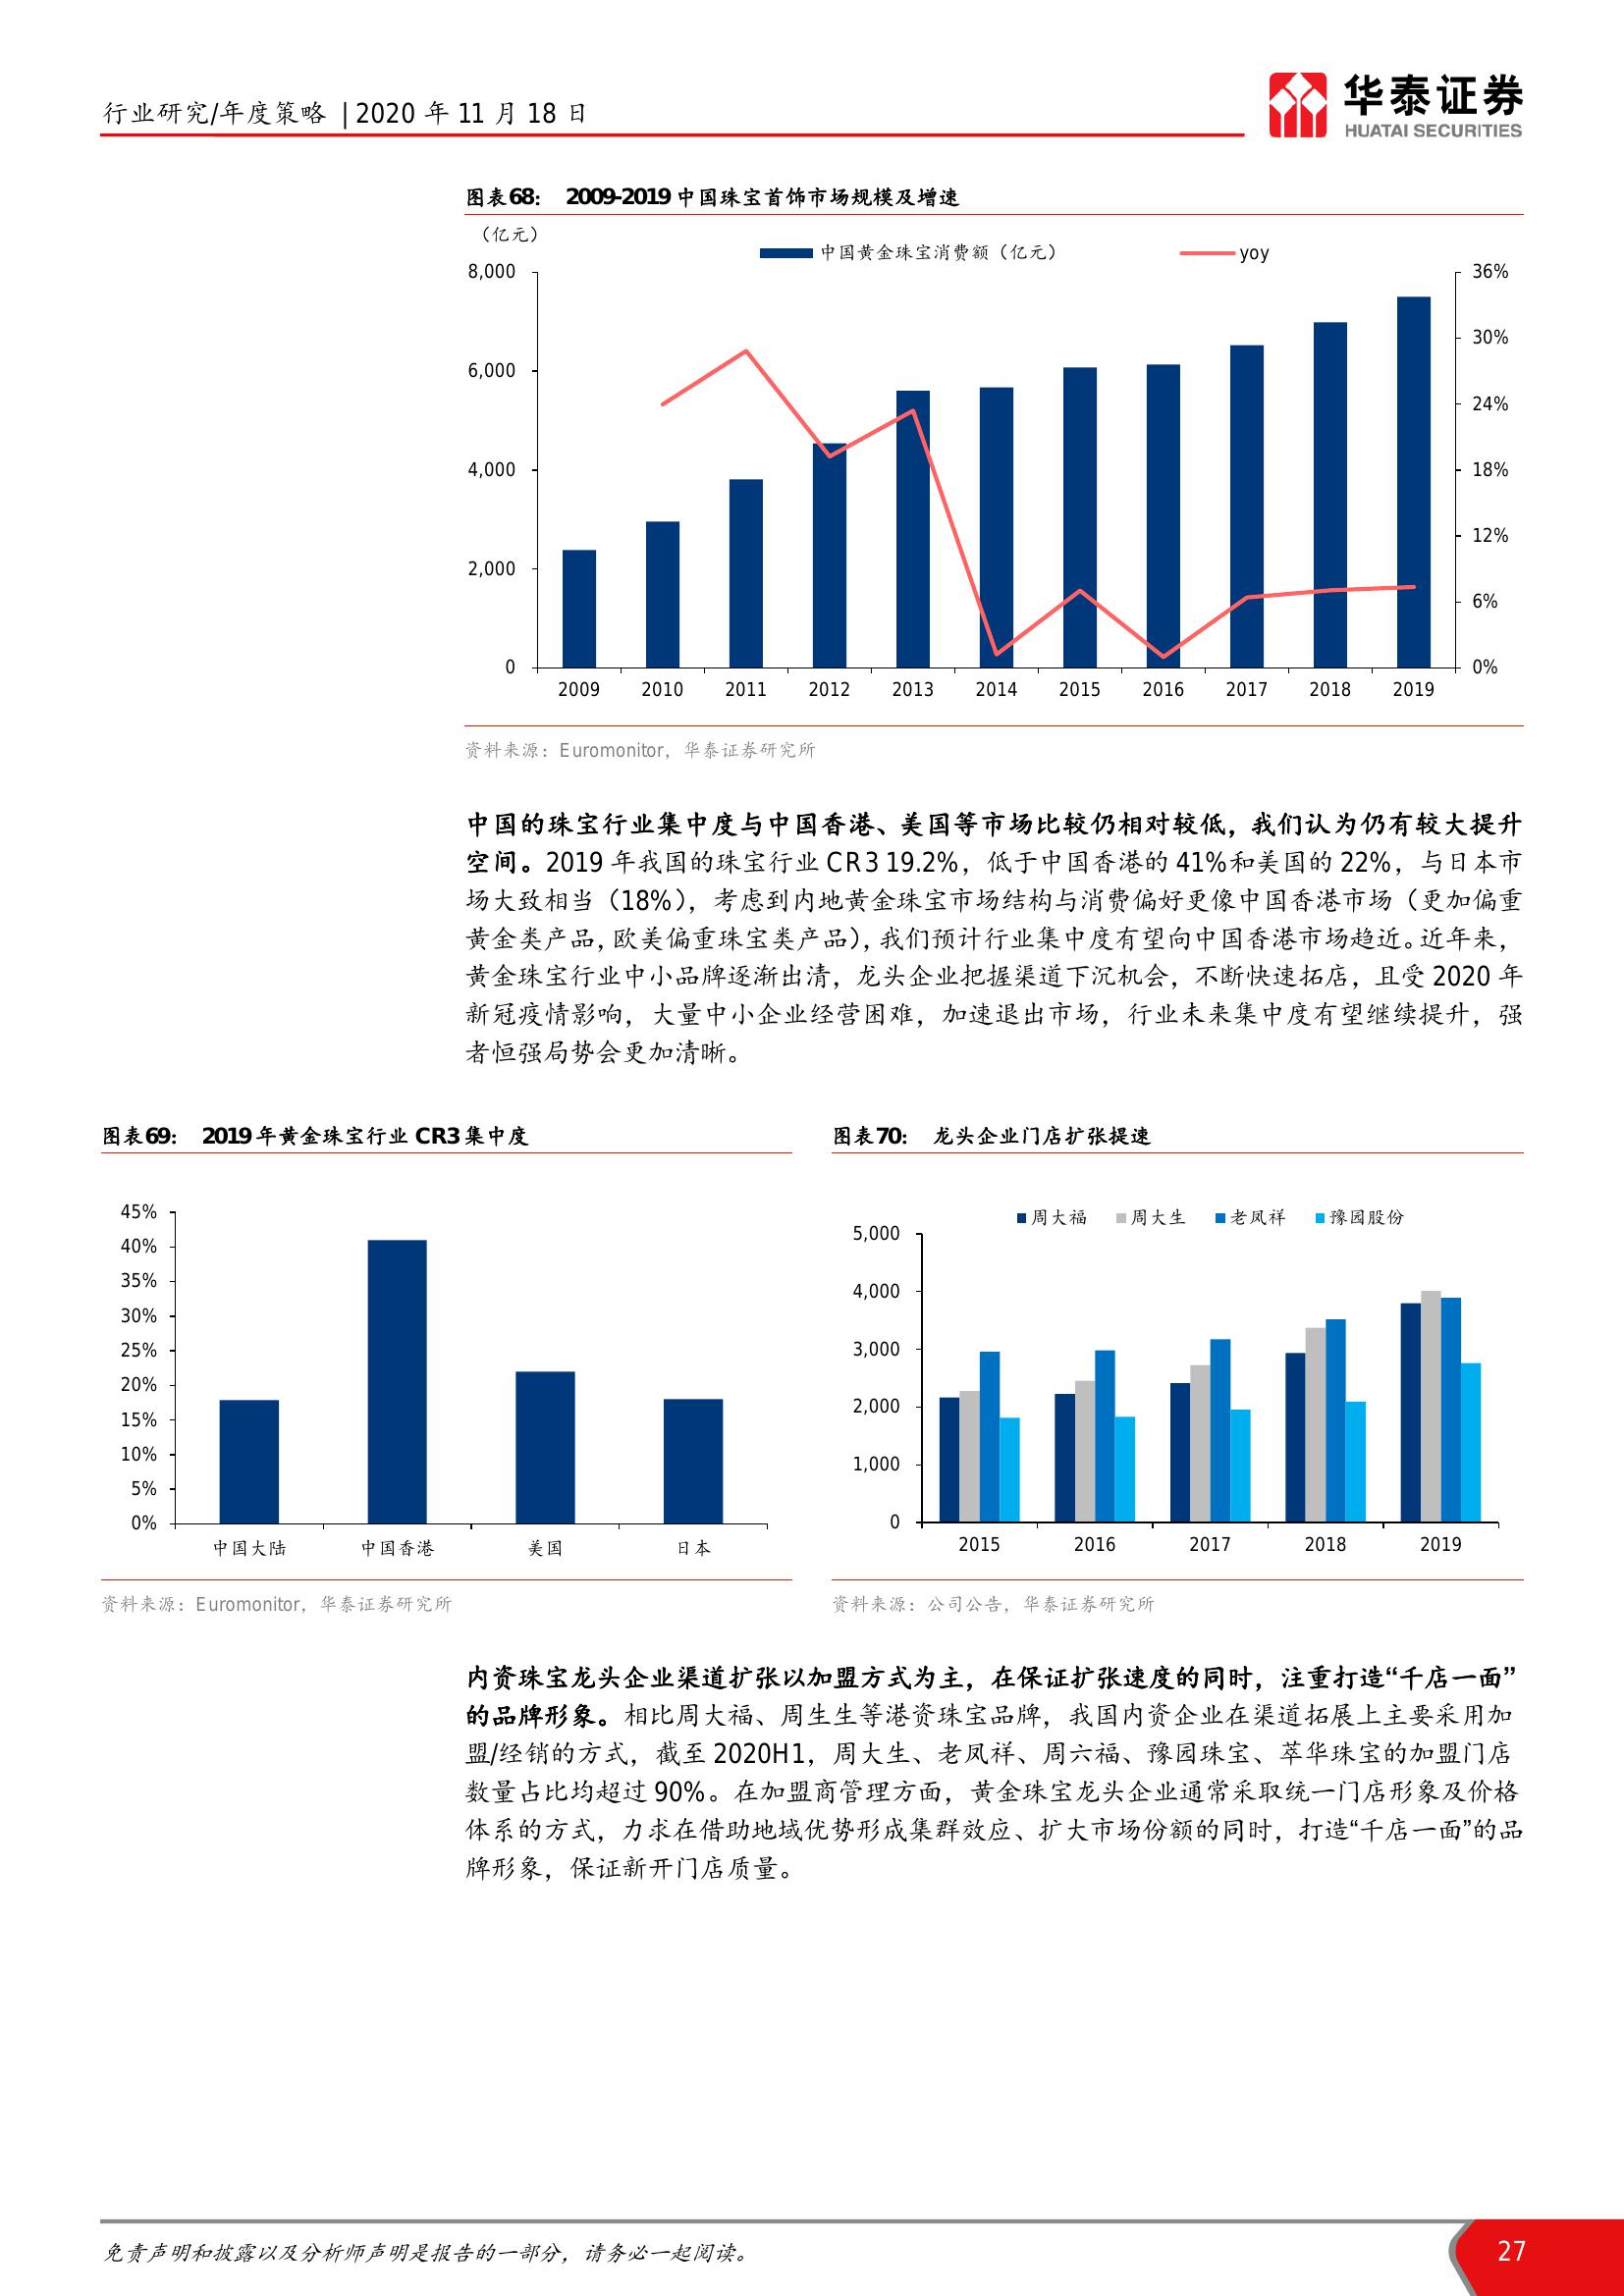 行业研究/年度策略 | 2020 年 11 月 18 日
华泰证券
HUATAI SECURITIES
图表68： 2009-2019 中国珠宝首饰市场规模及增速
（亿元）
中国黄金珠宝消费额（亿元） yoy
8,000 36%
30%
6,000
24%
4,000 18%
12%
2,000
6%
0 0%
2009 2010 2011 2012 2013 2014 2015 2016 2017 2018 2019
资料来源：Euromonitor，华泰证券研究所
中国的珠宝行业集中度与中国香港、美国等市场比较仍相对较低，我们认为仍有较大提升
空间。2019 年我国的珠宝行业 CR3 19.2%，低于中国香港的 41%和美国的 22%，与日本市
场大致相当（18%），考虑到内地黄金珠宝市场结构与消费偏好更像中国香港市场（更加偏重
黄金类产品，欧美偏重珠宝类产品），我们预计行业集中度有望向中国香港市场趋近。近年来，
黄金珠宝行业中小品牌逐渐出清，龙头企业把握渠道下沉机会，不断快速拓店，且受 2020 年
新冠疫情影响，大量中小企业经营困难，加速退出市场，行业未来集中度有望继续提升，强
者恒强局势会更加清晰。
图表69： 2019 年黄金珠宝行业 CR3 集中度
45%
40%
35%
30%
25%
20%
15%
10%
5%
0%
中国大陆 中国香港 美国 日本
资料来源：Euromonitor，华泰证券研究所
图表70： 龙头企业门店扩张提速
周大福 周大生 老凤祥 豫园股份
5,000
4,000
3,000
2,000
1,000
0
2015 2016 2017 2018 2019
资料来源：公司公告，华泰证券研究所
内资珠宝龙头企业渠道扩张以加盟方式为主，在保证扩张速度的同时，注重打造“千店一面”
的品牌形象。相比周大福、周生生等港资珠宝品牌，我国内资企业在渠道拓展上主要采用加
盟/经销的方式，截至 2020H1，周大生、老凤祥、周六福、豫园珠宝、萃华珠宝的加盟门店
数量占比均超过 90%。在加盟商管理方面，黄金珠宝龙头企业通常采取统一门店形象及价格
体系的方式，力求在借助地域优势形成集群效应、扩大市场份额的同时，打造“千店一面”的品
牌形象，保证新开门店质量。
免责声明和披露以及分析师声明是报告的一部分，请务必一起阅读。
27